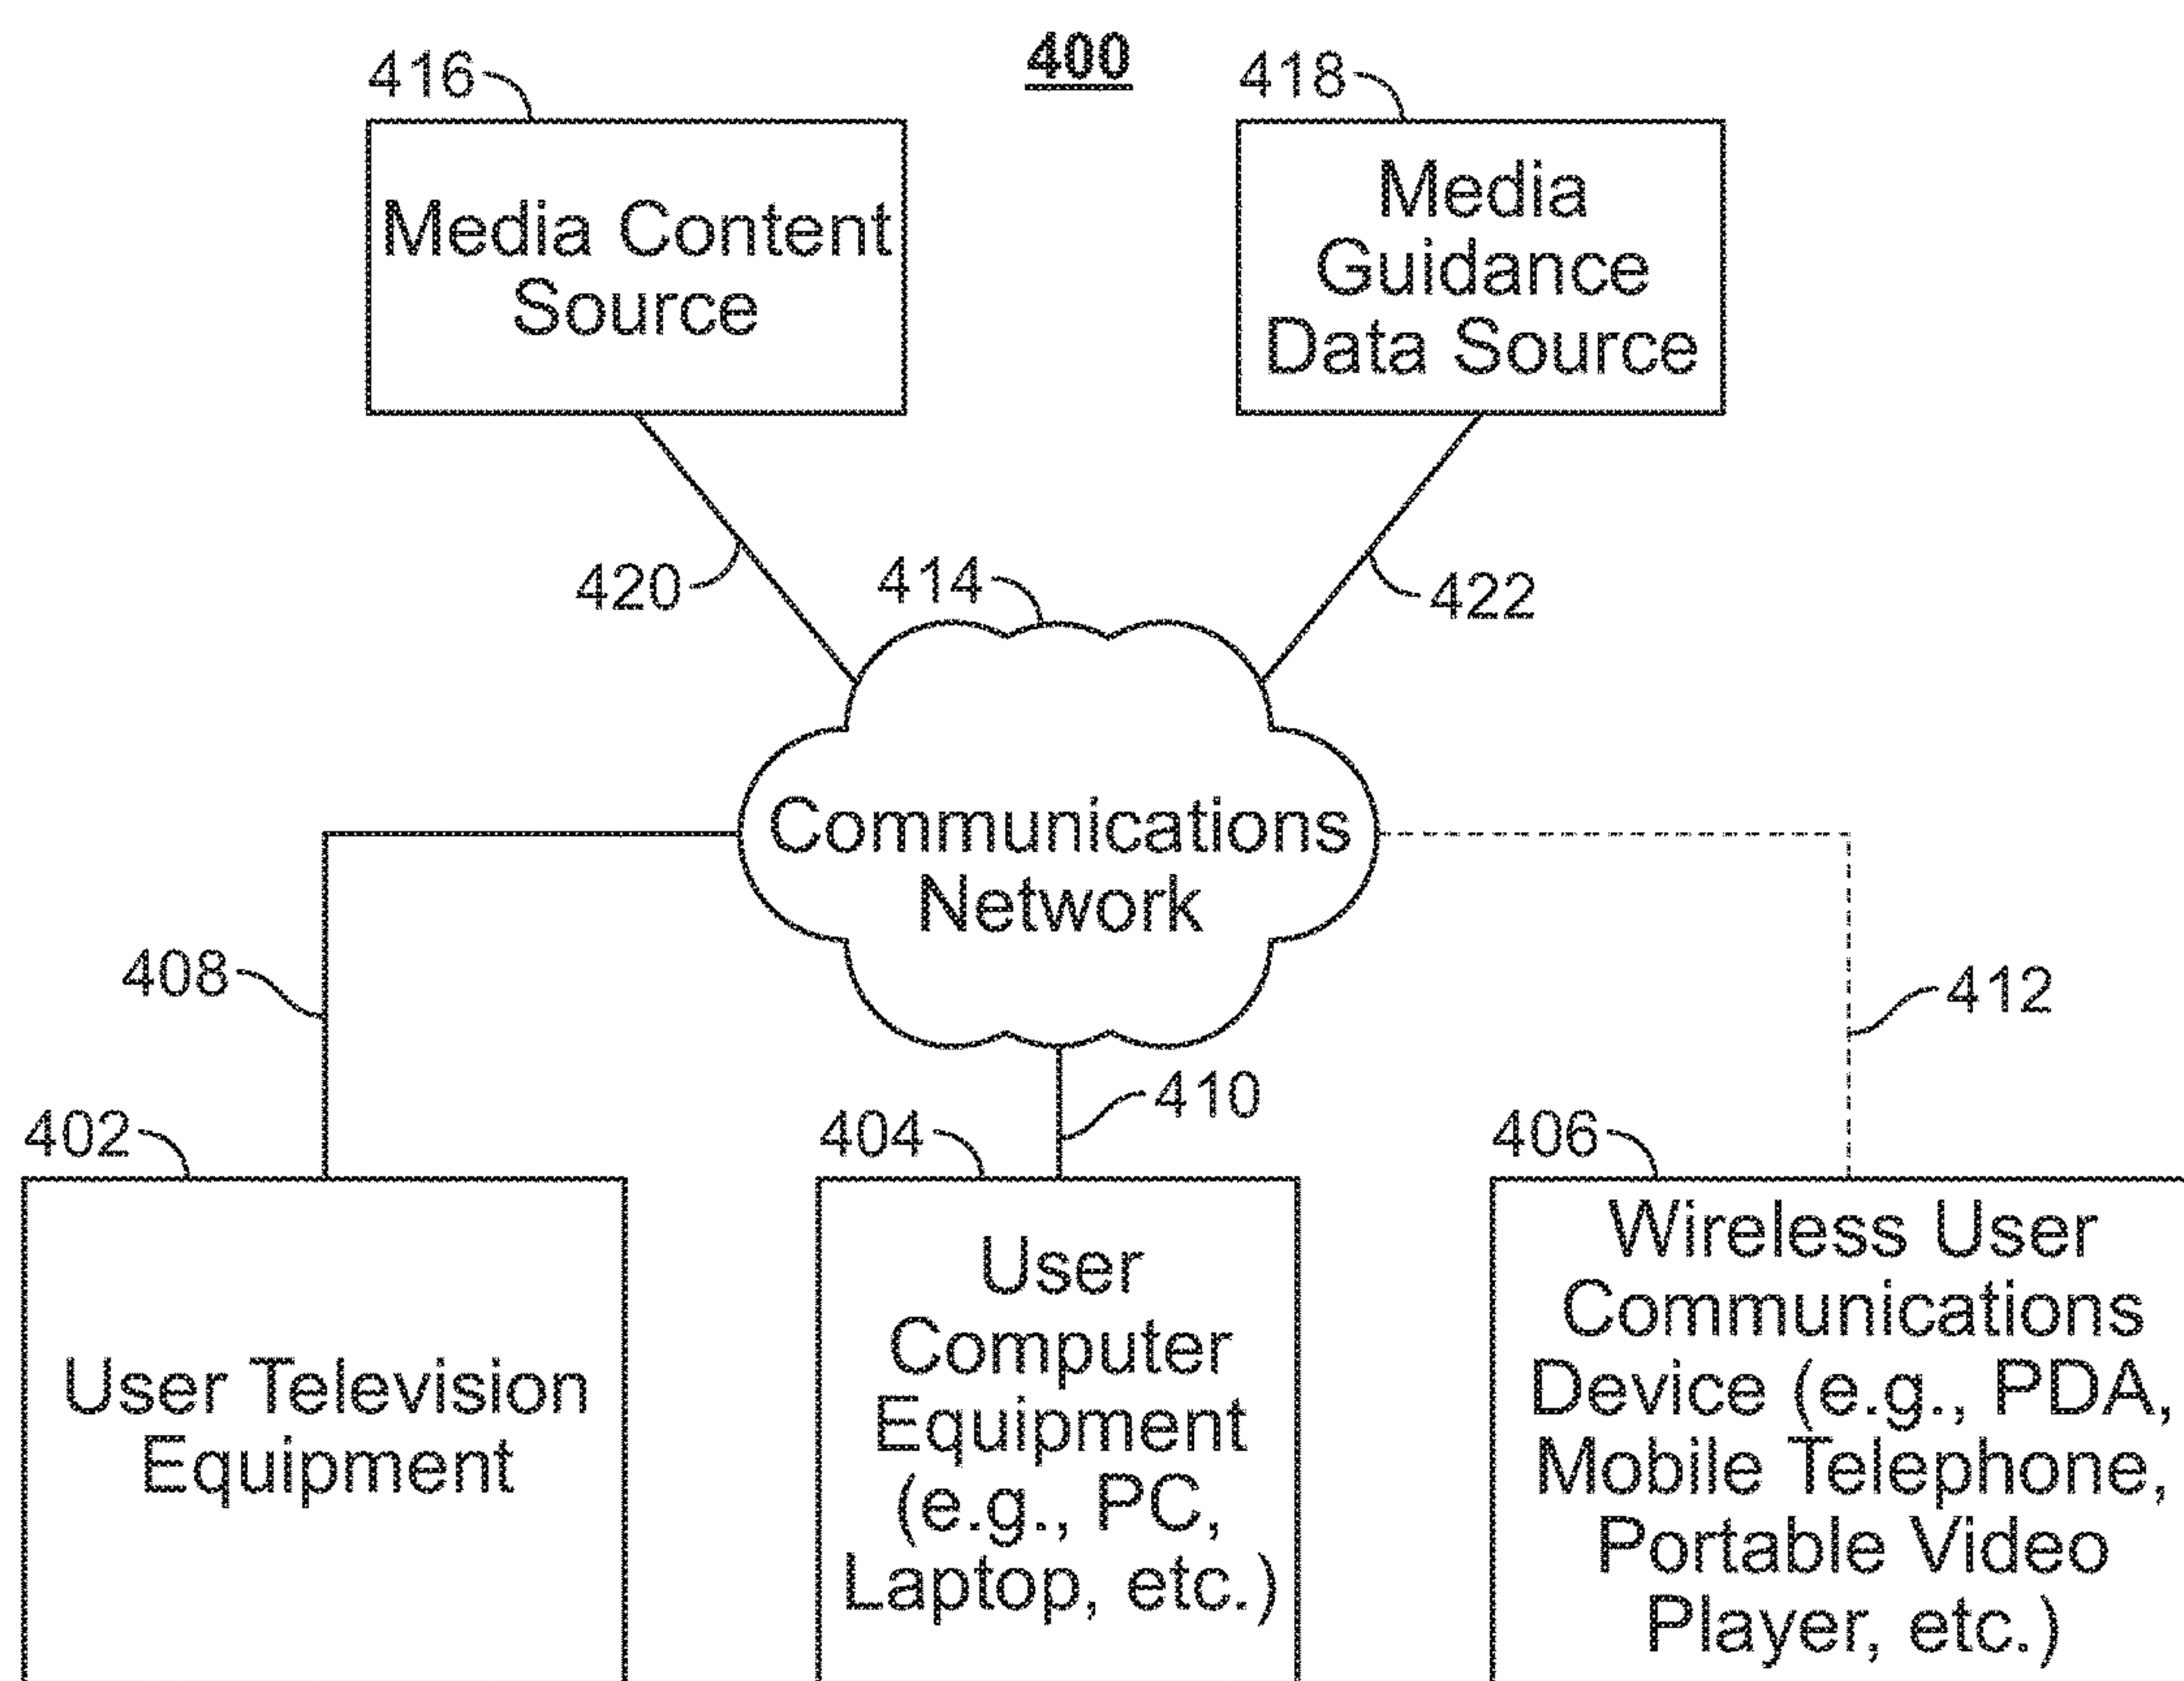 400
416
418
Media Content
Source
Media
Guidance
Data Source
420
414
422
Communications
Network
408
412
410
402
404
406
User Television
Equipment
User
Computer
Equipment
(e.g., PC,
Laptop, etc.)
Wireless User
Communications
Device (e.g., PDA,
Mobile Telephone,
Portable Video
Player, etc.)